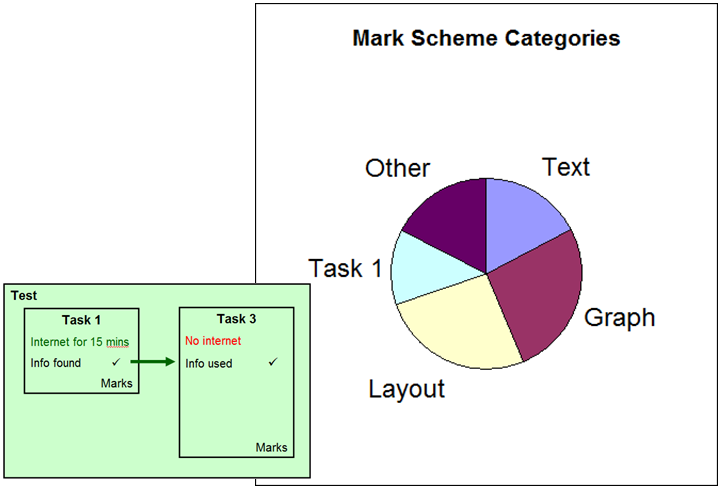 Mark Scheme Categories
Other
Text
Task 1
Graph
Layout
Test
Task 1
Internet for 15 mins
Info found ✓
Marks
Task 3
No internet
Info used ✓
Marks